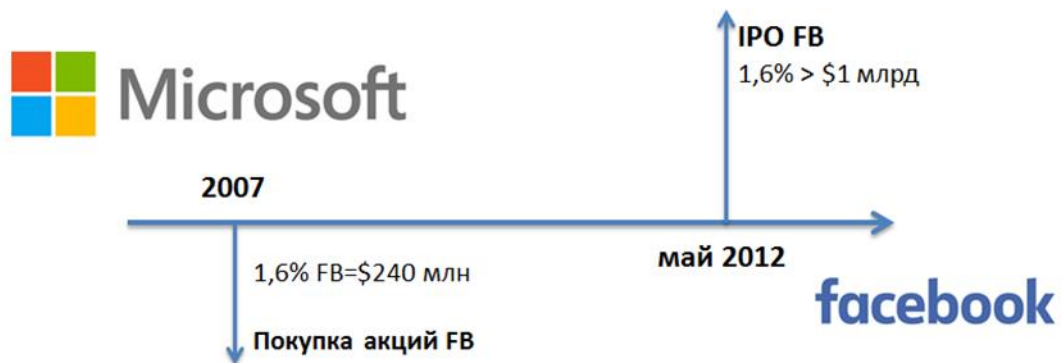 Microsoft
IPO FB
1,6% > $1 млрд
2007
май 2012
1,6% FB=$240 млн
facebook
Покупка акций FB